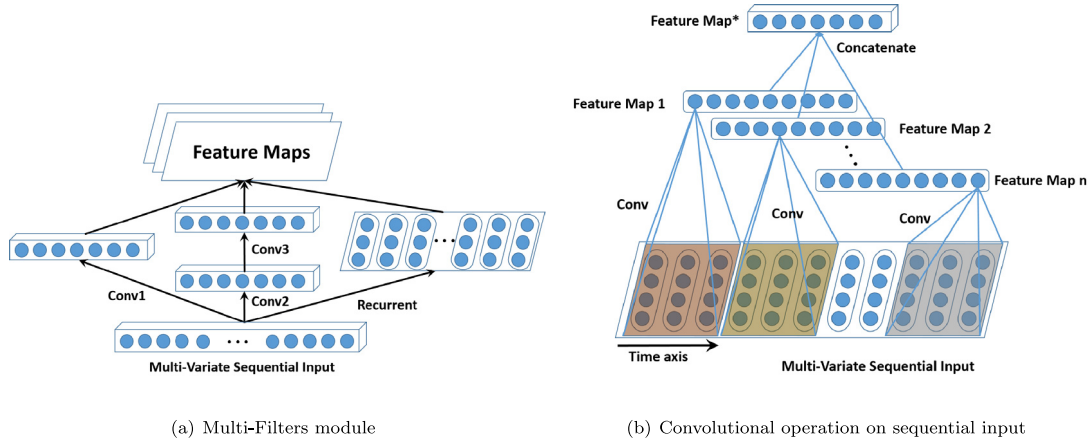 Feature Maps
Conv3
Conv1
Conv2
Recurrent
Multi-Variate Sequential Input
(a) Multi-Filters module
Feature Map*
Concatenate
Feature Map 1
Feature Map 2
Feature Map n
Conv
Conv
Conv
Time axis
Multi-Variate Sequential Input
(b) Convolutional operation on sequential input